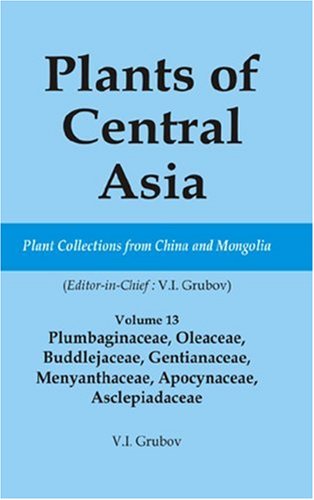 Plants of
Central
Asia
Plant Collections from China and Mongolia
(Editor-in-Chief : V.I. Grubov)
Volume 13
Plumbaginaceae, Oleaceae,
Buddlejaceae, Gentianaceae,
Menyanthaceae, Apocynaceae,
Asclepiadaceae
V.I. Grubov